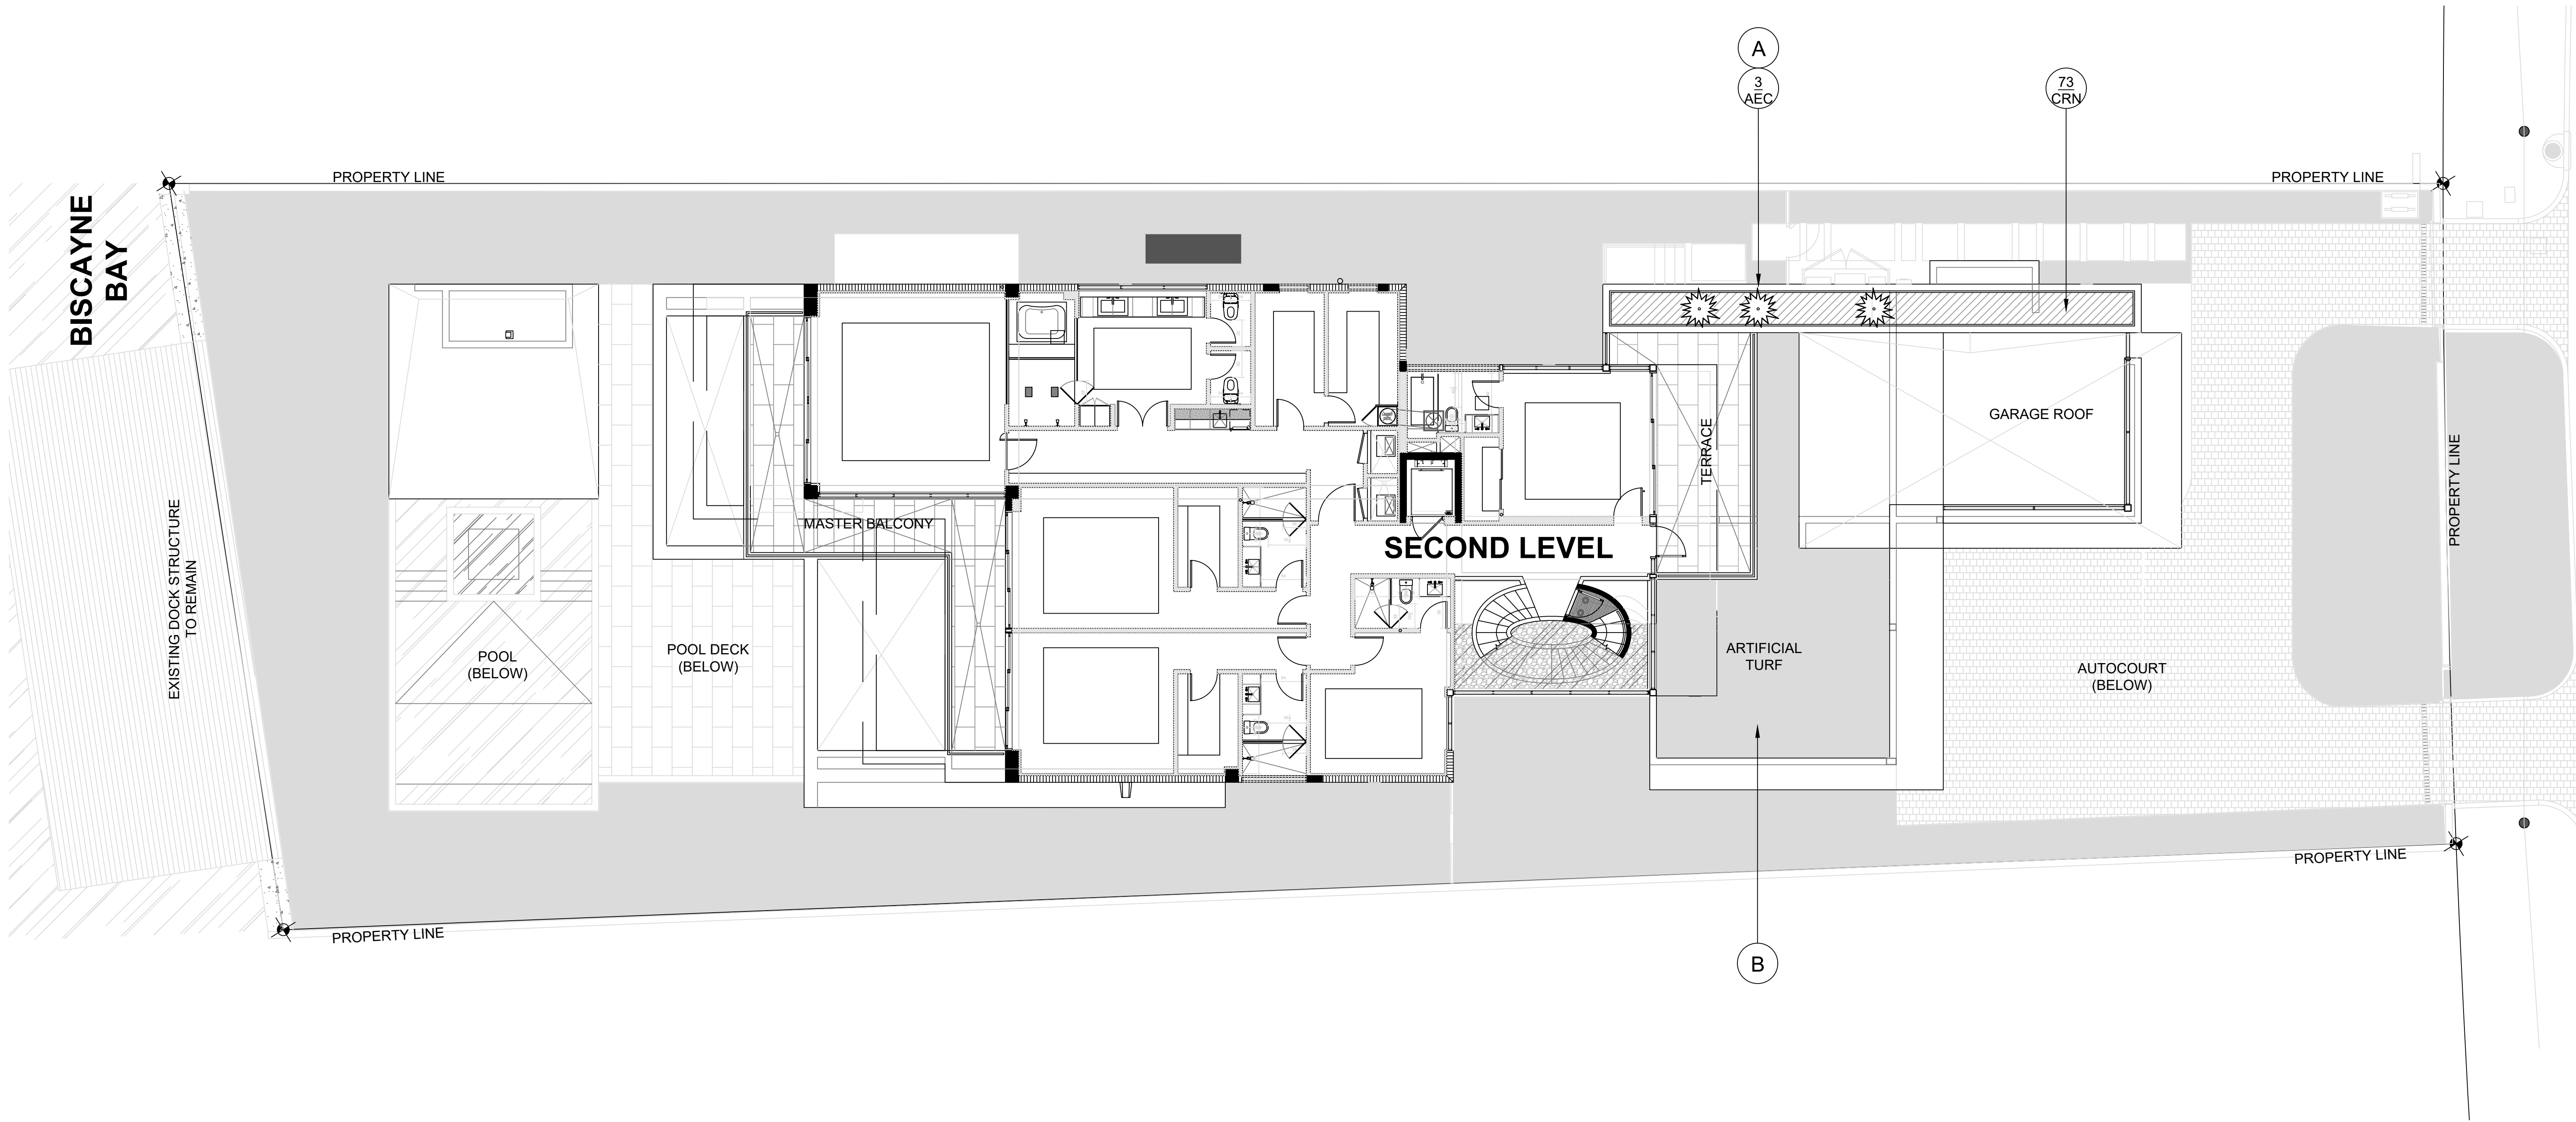 A
3
AEC
73
CRN
PROPERTY LINE
PROPERTY LINE
BISCAYNE
BAY
GARAGE ROOF
TERRACE
PROPERTY LINE
MASTER BALCONY
SECOND LEVEL
EXISTING DOCK STRUCTURE
TO REMAIN
POOL
(BELOW)
POOL DECK
(BELOW)
ARTIFICIAL
TURF
AUTOCOURT
(BELOW)
PROPERTY LINE
PROPERTY LINE
B